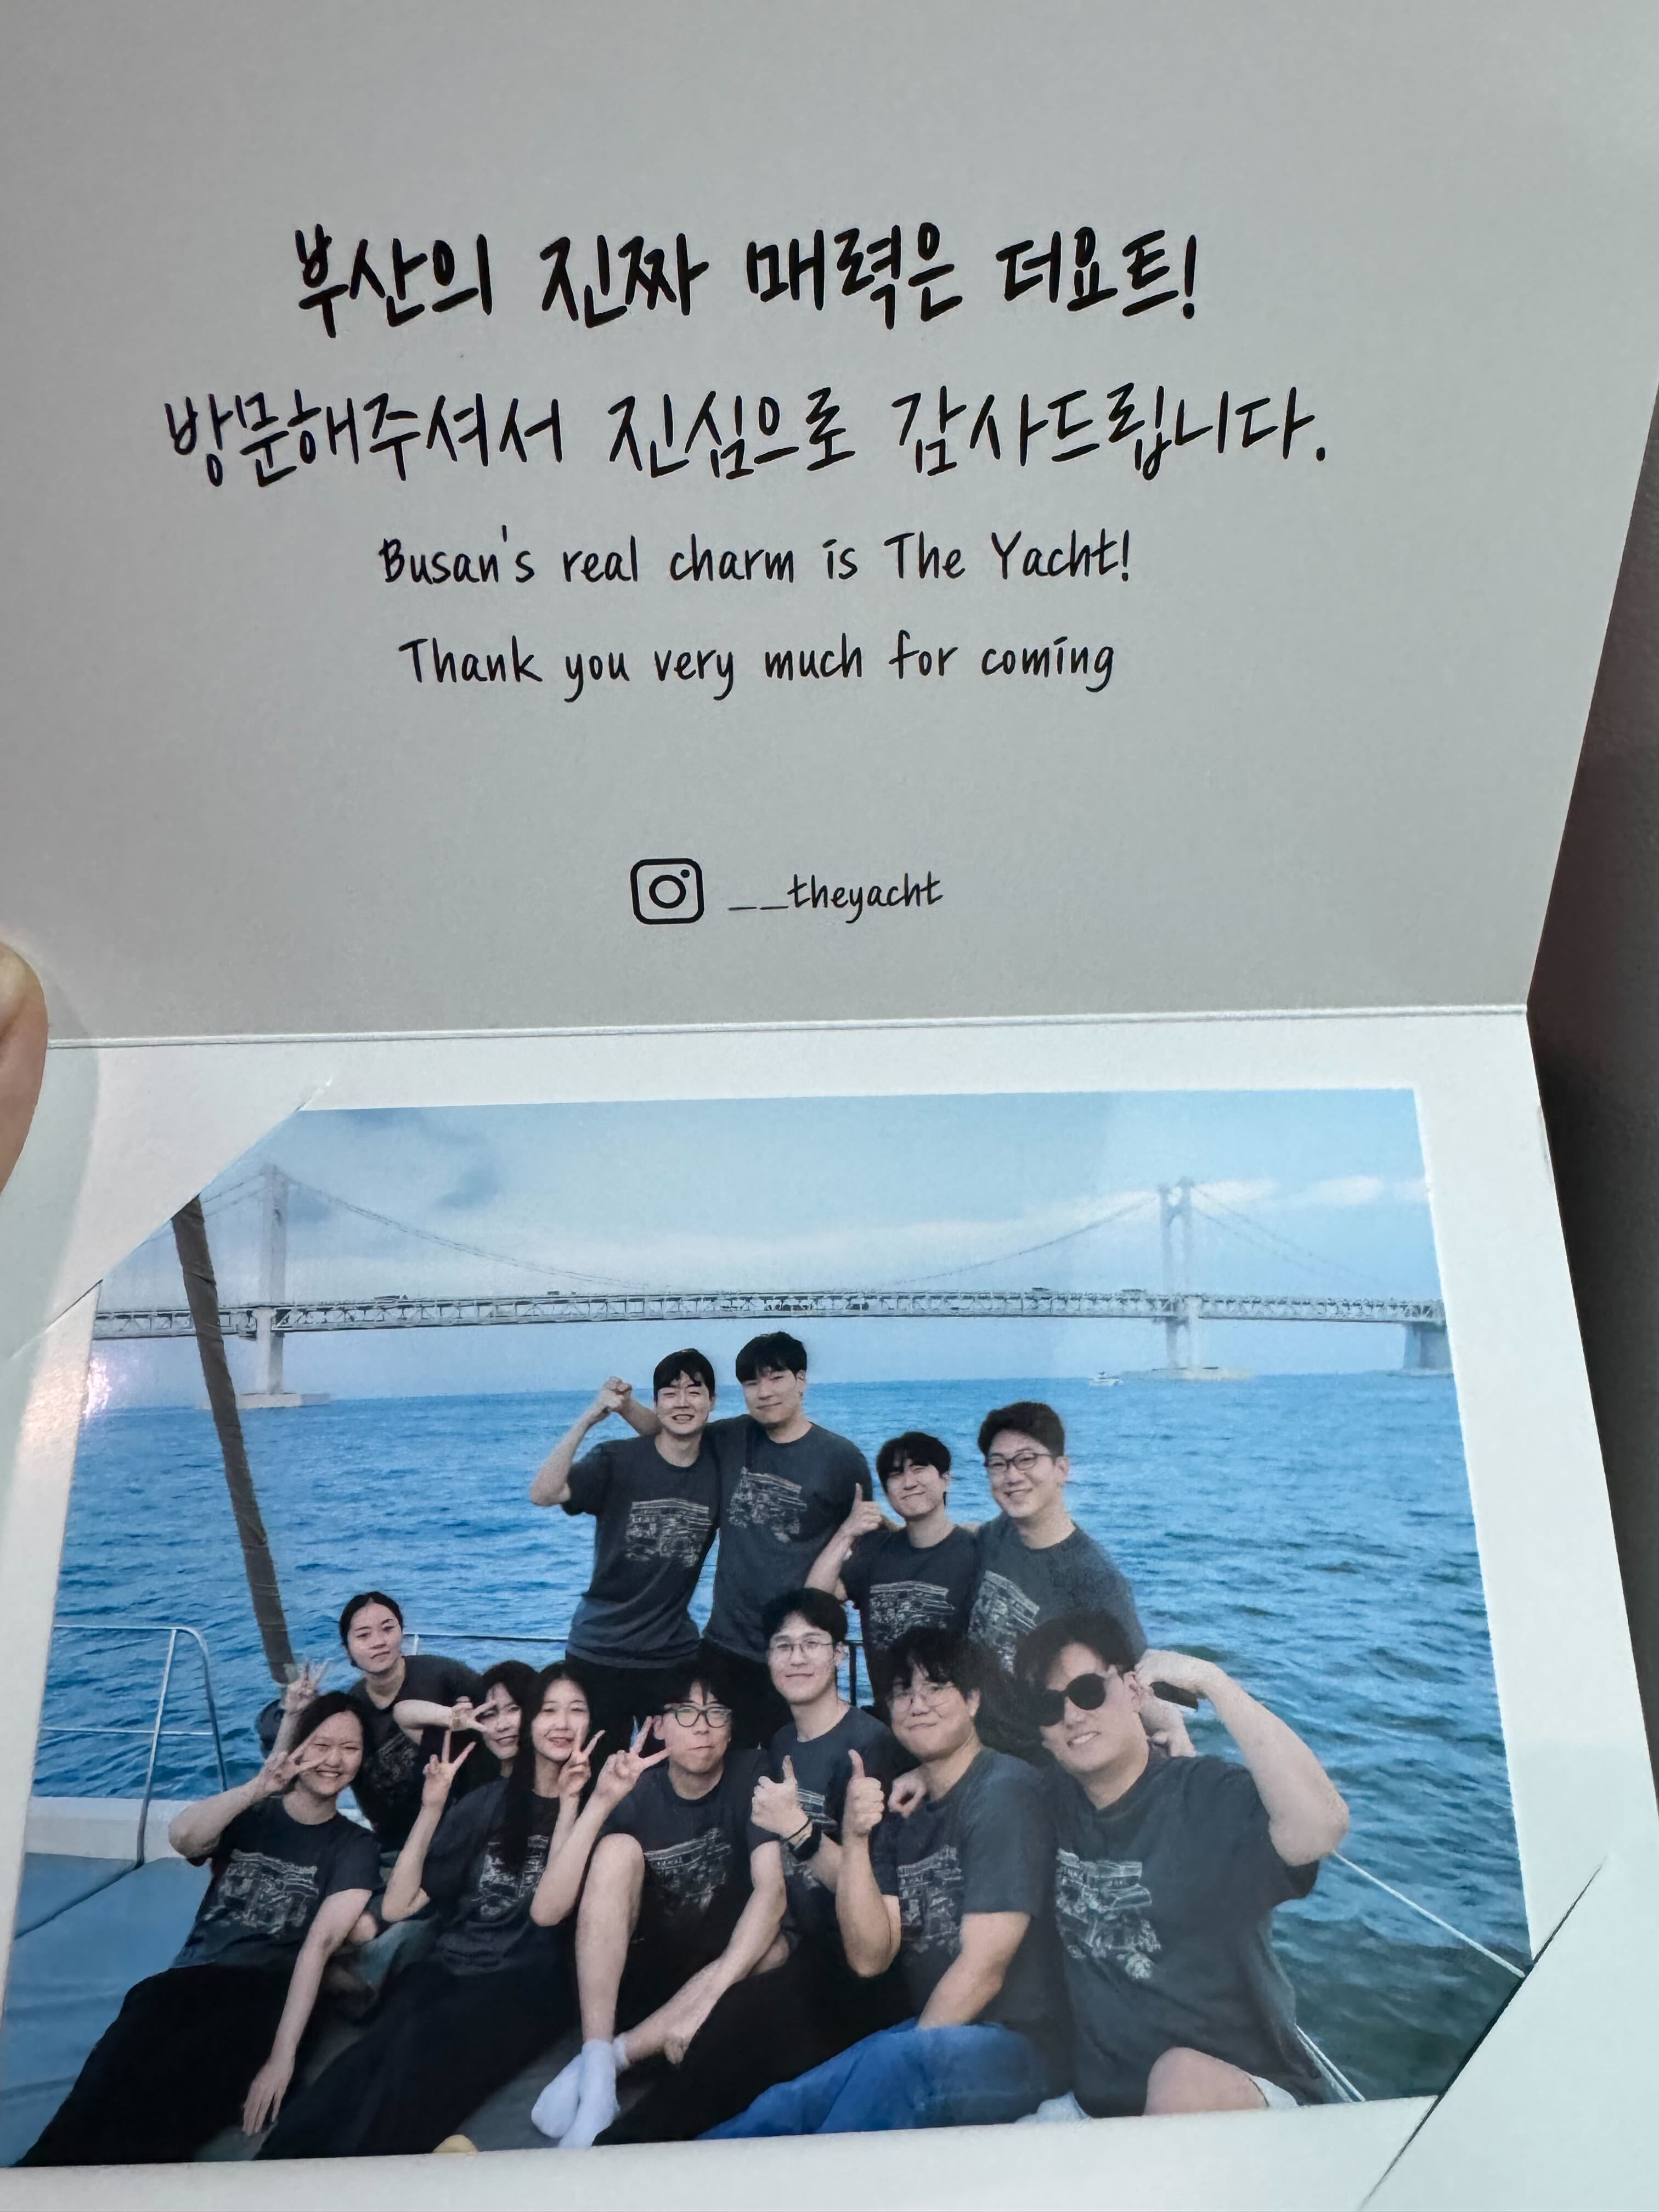 부산의 진짜 매력은 더요트!
방문해주셔서 진심으로 감사드립니다.
Busan's real charm is The Yacht!
Thank you very much for coming
__theyacht